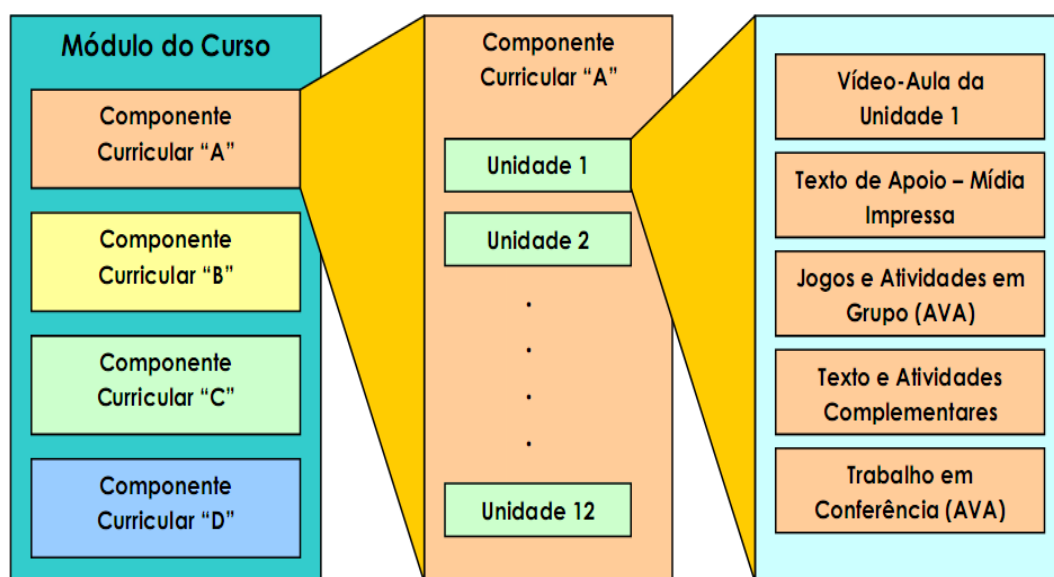 Módulo do Curso
Componente
Curricular “A”
Componente
Curricular “B”
Componente
Curricular “C”
Componente
Curricular “D”
Componente
Curricular “A”
Unidade 1
Unidade 2
.
.
.
.
Unidade 12
Vídeo-Aula da
Unidade 1
Texto de Apoio – Mídia
Impressa
Jogos e Atividades em
Grupo (AVA)
Texto e Atividades
Complementares
Trabalho em
Conferência (AVA)